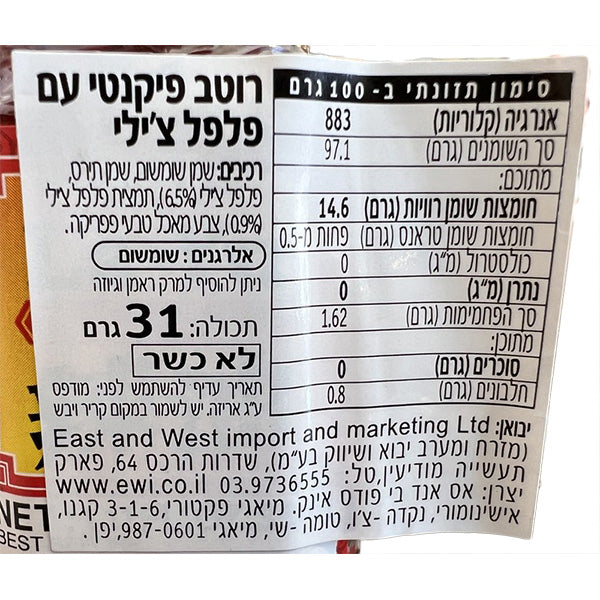 רוטב פיקנטי עם
פלפל צ'ילי
רכיבים: שמן שומשום, שמן תירס,
פלפל צ'ילי (6.5%), תמצית פלפל צ'ילי
(0.9%), צבע מאכל טבעי פפריקה.
אלרגנים: שומשום
ניתן להוסיף למרק ראמן וגיוזה
תכולה: 31 גרם
לא כשר
תאריך עדיף להשתמש לפני: מודפס
ע"ג אריזה. יש לשמור במקום קריר ויבש
סימון תזונתי ב- 100 גרם
אנרגיה (קלוריות) 883
סך השומנים (גרם) 97.1
מתוכם:
חומצות שומן רוויות (גרם) 14.6
חומצות שומן טראנס (גרם) פחות מ-0.5
כולסטרול (מ"ג) 0
נתרן (מ"ג) 0
סך הפחמימות (גרם) 1.62
מתוכן:
סוכרים (גרם) 0
חלבונים (גרם) 0.8
יבואן: East and West import and marketing Ltd
(מזרח ומערב יבוא ושיווק בע"מ), שדרות הרכס 64, פארק
תעשייה מודיעין, טל: 03.9736555 www.ewi.co.il
יצרן: אס אנד בי פודס אינק. מיאגי פקטורי, 3-1-6 קגנו,
אישינומורי, נקדה -צ'ו, טומה -שי, מיאגי 987-0601, יפן.
NET
BEST